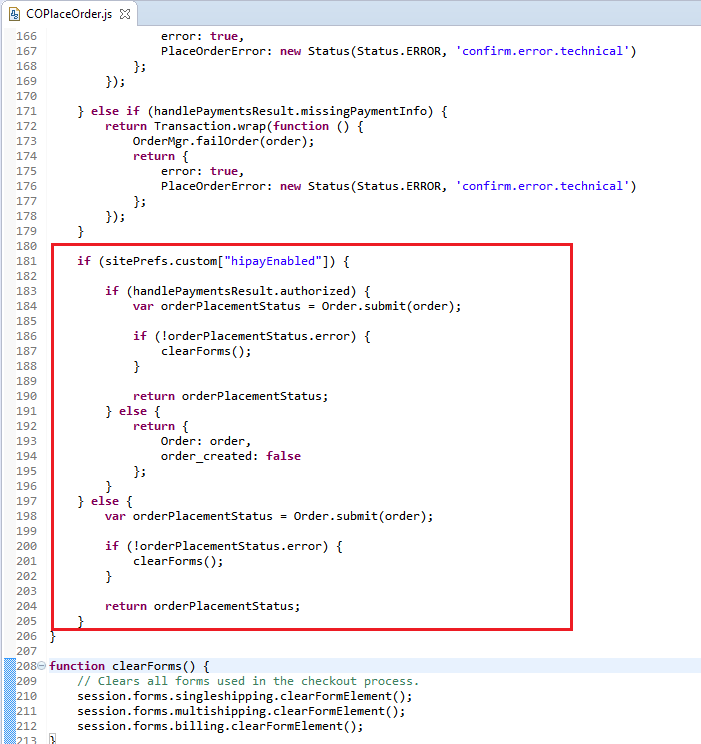 COPlaceOrder.js
166                 error: true,
167                 PlaceOrderError: new Status(Status.ERROR, 'confirm.error.technical')
168             };
169         });
170
171     } else if (handlePaymentsResult.missingPaymentInfo) {
172         return Transaction.wrap(function () {
173             OrderMgr.failOrder(order);
174             return {
175                 error: true,
176                 PlaceOrderError: new Status(Status.ERROR, 'confirm.error.technical')
177             };
178         });
179     }
180
181     if (sitePrefs.custom["hipayEnabled"]) {
182
183         if (handlePaymentsResult.authorized) {
184             var orderPlacementStatus = Order.submit(order);
185
186             if (!orderPlacementStatus.error) {
187                 clearForms();
188             }
189
190             return orderPlacementStatus;
191         } else {
192             return {
193                 Order: order,
194                 order_created: false
195             };
196         }
197     } else {
198         var orderPlacementStatus = Order.submit(order);
199
200         if (!orderPlacementStatus.error) {
201             clearForms();
202         }
203
204         return orderPlacementStatus;
205     }
206 }
207
208 function clearForms() {
209     // Clears all forms used in the checkout process.
210     session.forms.singleshipping.clearFormElement();
211     session.forms.multishipping.clearFormElement();
212     session.forms.billing.clearFormElement();
213 }